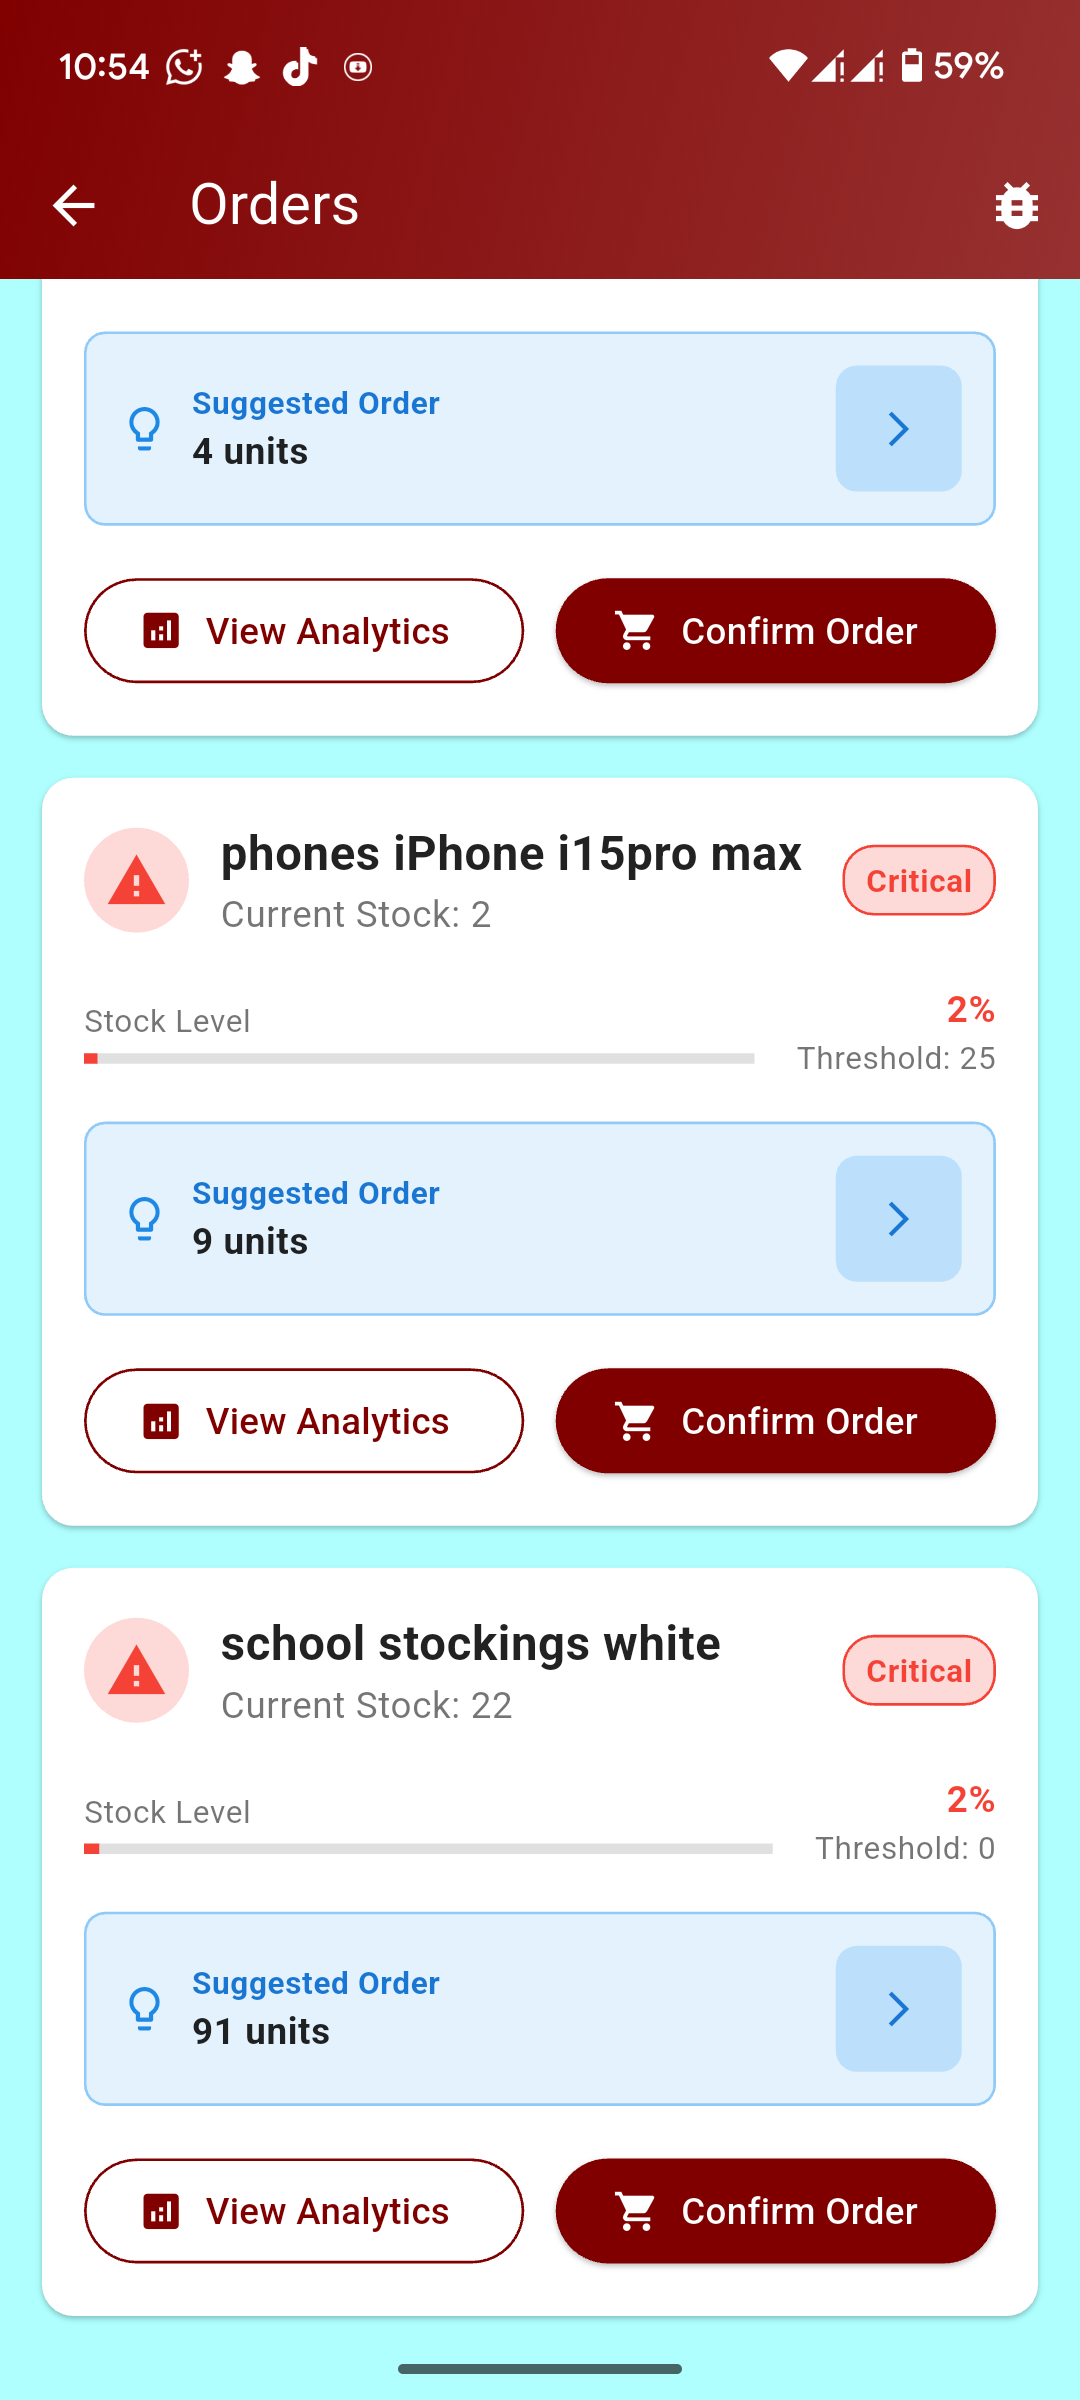 10:54
59%
Orders
Suggested Order
4 units
View Analytics
Confirm Order
phones iPhone i15pro max
Critical
Current Stock: 2
2%
Stock Level
Threshold: 25
Suggested Order
9 units
View Analytics
Confirm Order
school stockings white
Critical
Current Stock: 22
2%
Stock Level
Threshold: 0
Suggested Order
91 units
View Analytics
Confirm Order